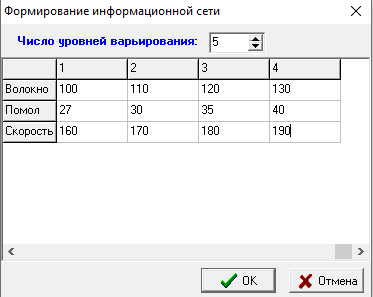 Формирование информационной сети
Число уровней варьирования: 5
1 2 3 4
Волокно 100 110 120 130
Помол 27 30 35 40
Скорость 160 170 180 190
OK Отмена